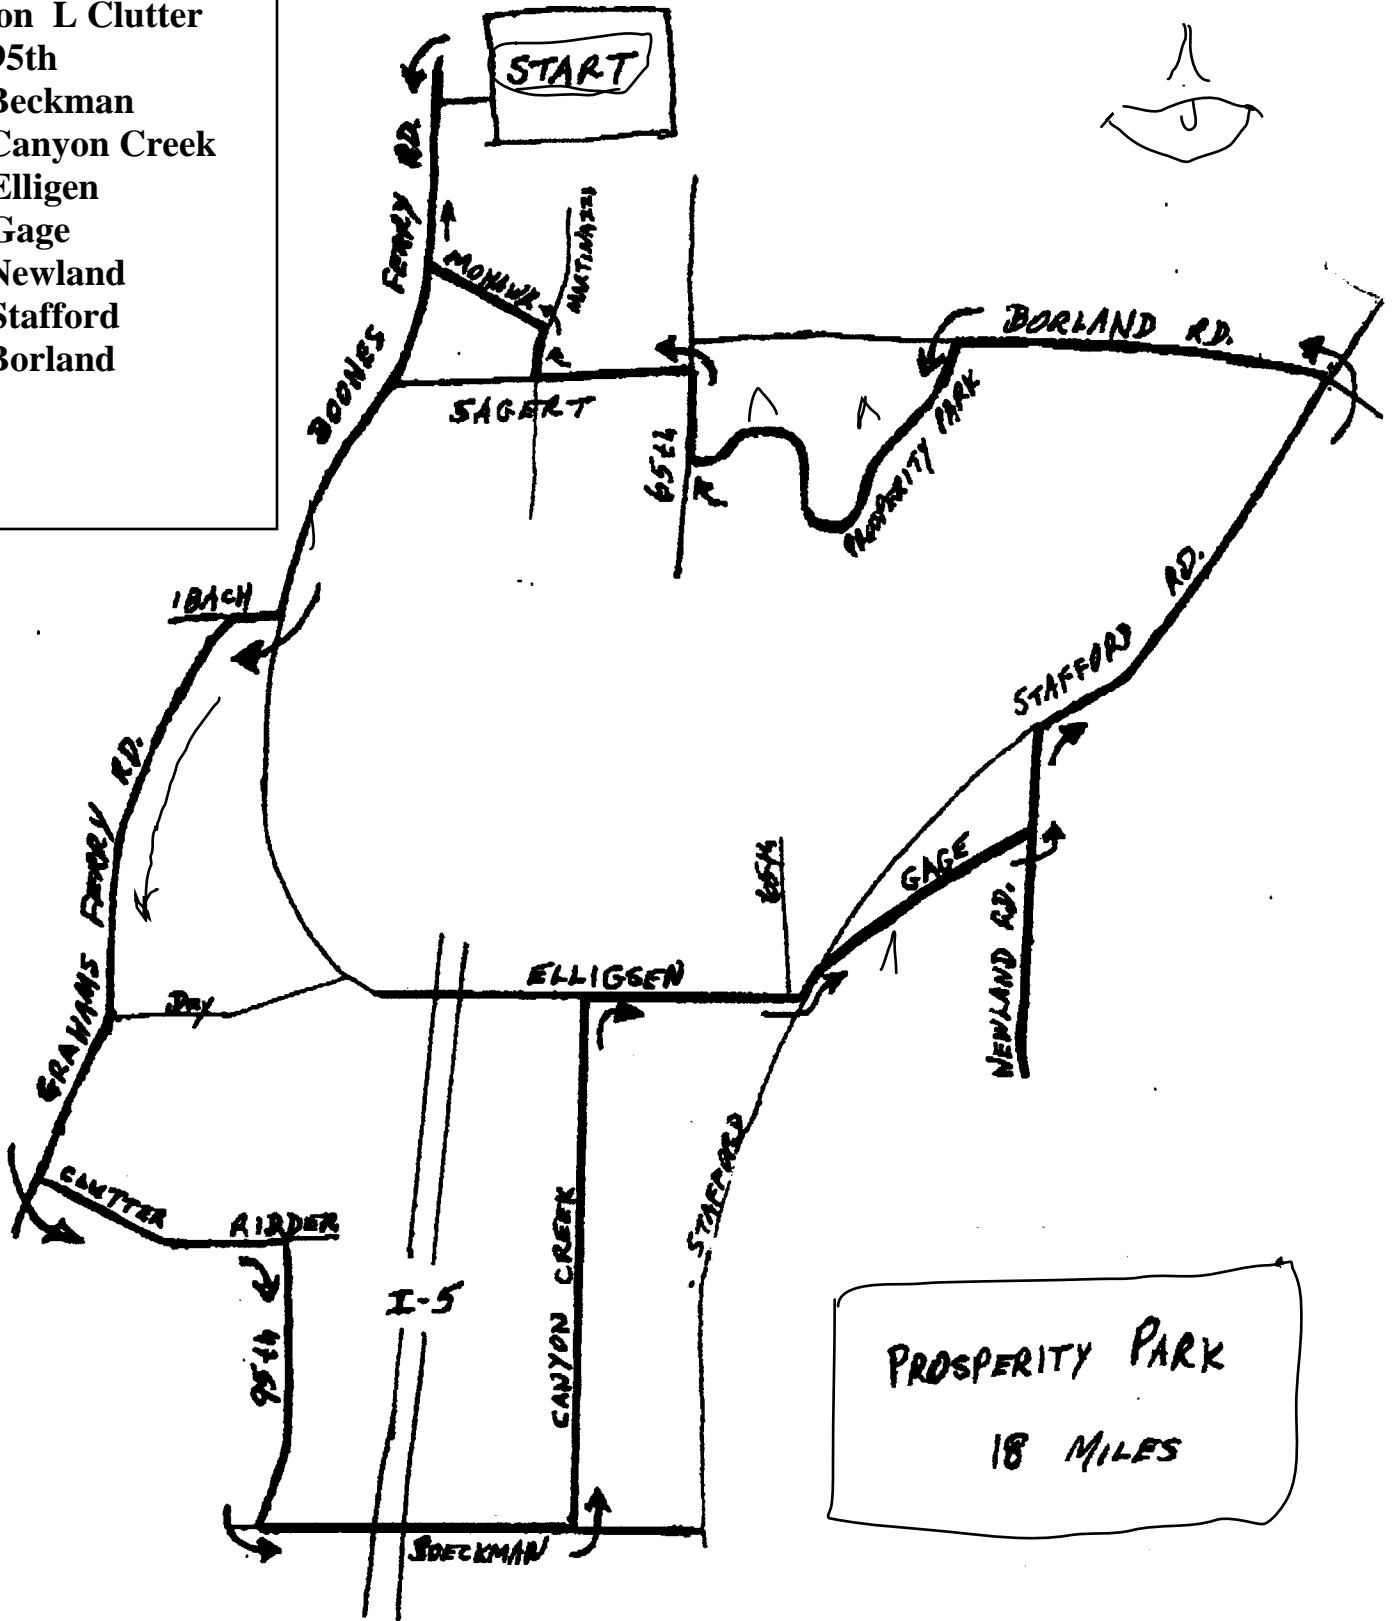 on L Clutter
95th
Beckman
Canyon Creek
Elligen
Gage
Newland
Stafford
Borland
START
BOONES FERRY RD.
MOHAWK
MARTINAZZI
SAGERT
65th
BORLAND RD.
PROSPERITY PARK
IBACH
STAFFORD RD.
GRAHAMS FERRY RD.
65th
GAGE
NEWLAND RD.
ELLIGSEN
DAY
CLUTTER
RIDDER
95th
I-5
CANYON CREEK
STAFFORD
BOECKMAN
PROSPERITY PARK
18 MILES